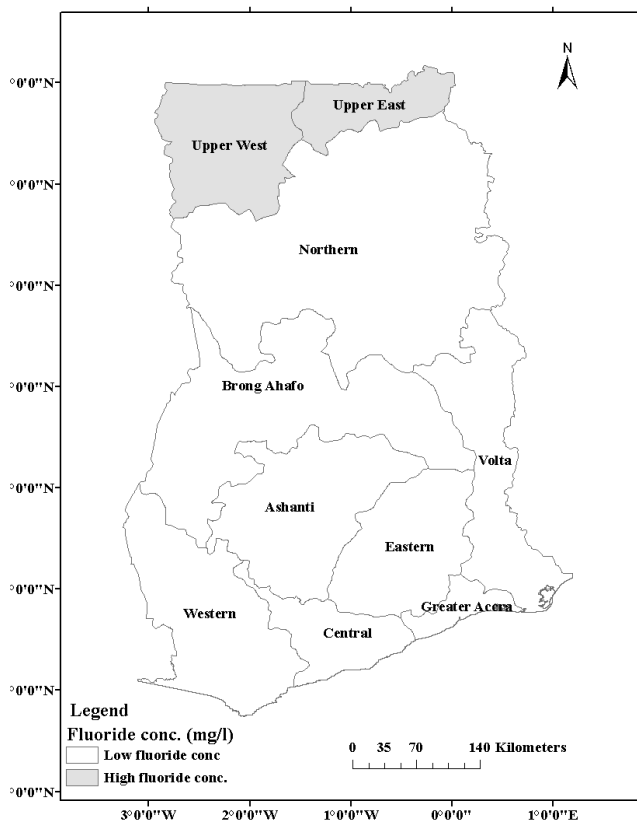 N
°0'0"N
Upper East
Upper West
°0'0"N
Northern
°0'0"N
°0'0"N
Brong Ahafo
Volta
°0'0"N
Ashanti
Eastern
°0'0"N
Greater Accra
Western
Central
°0'0"N
Legend
Fluoride conc. (mg/l)
Low fluoride conc
High fluoride conc.
0 35 70 140 Kilometers
°0'0"N
3°0'0"W 2°0'0"W 1°0'0"W 0°0'0" 1°0'0"E